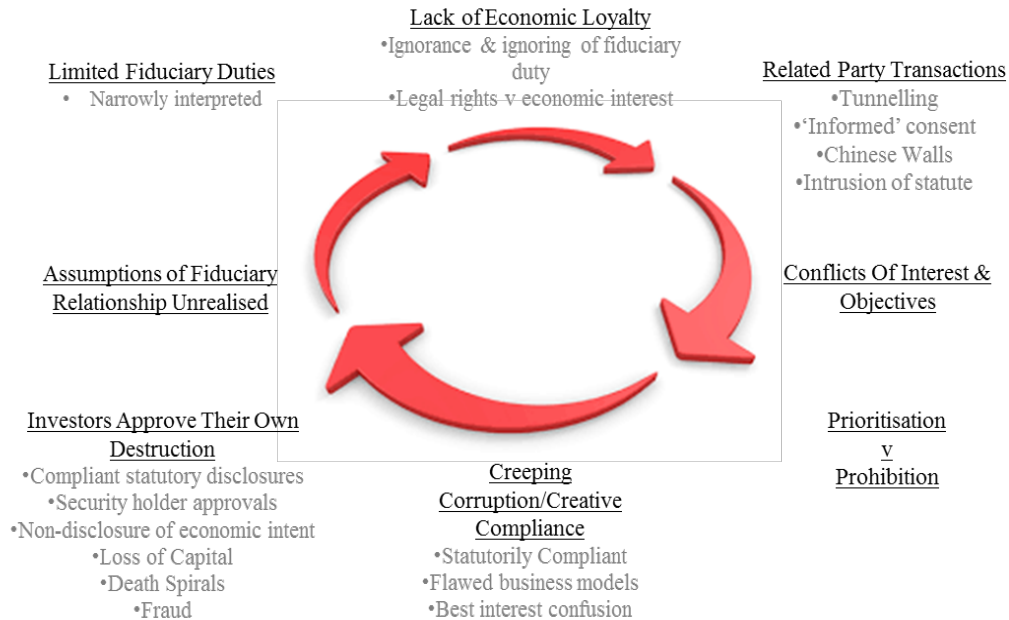 Lack of Economic Loyalty
•Ignorance & ignoring of fiduciary
duty
•Legal rights v economic interest
Related Party Transactions
•Tunnelling
•‘Informed’ consent
•Chinese Walls
•Intrusion of statute
Conflicts Of Interest &
Objectives
Prioritisation
v
Prohibition
Creeping
Corruption/Creative
Compliance
•Statutorily Compliant
•Flawed business models
•Best interest confusion
Investors Approve Their Own
Destruction
•Compliant statutory disclosures
•Security holder approvals
•Non-disclosure of economic intent
•Loss of Capital
•Death Spirals
•Fraud
Assumptions of Fiduciary
Relationship Unrealised
Limited Fiduciary Duties
• Narrowly interpreted